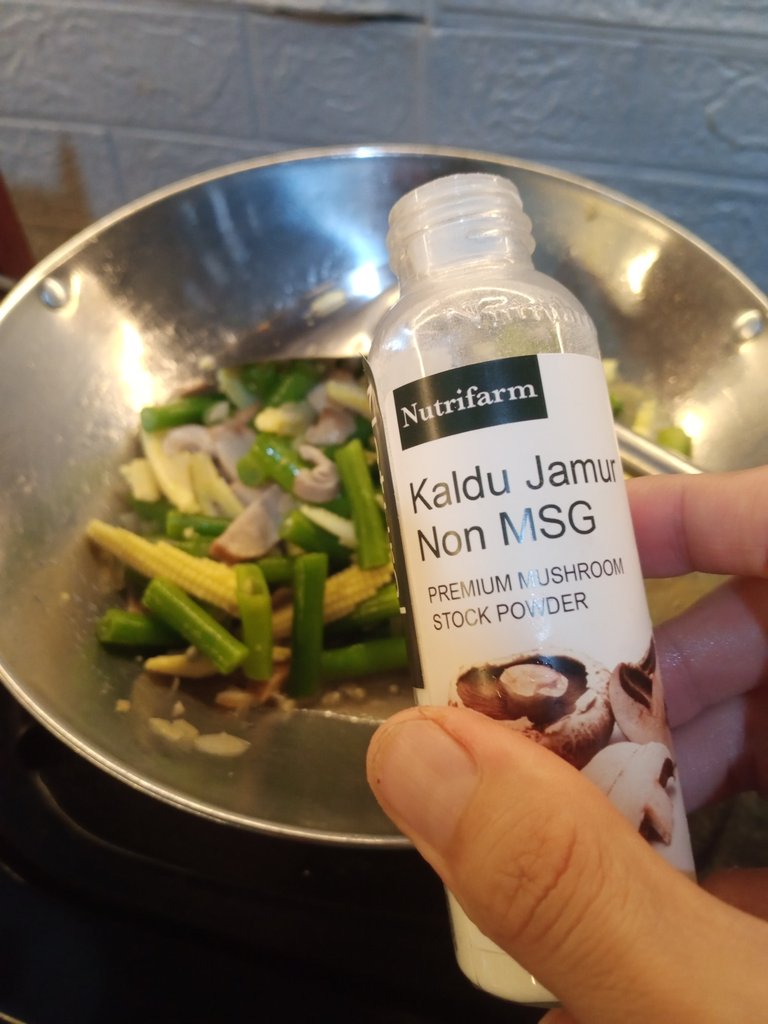 Nutrifarm
Kaldu Jamur
Non MSG
PREMIUM MUSHROOM
STOCK POWDER